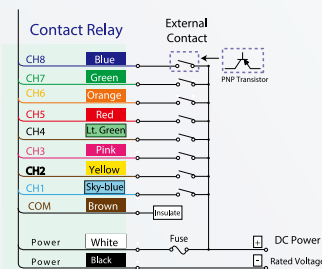 Contact Relay
External
Contact
PNP Transistor
CH8 Blue
CH7 Green
CH6 Orange
CH5 Red
CH4 Lt. Green
CH3 Pink
CH2 Yellow
CH1 Sky-blue
COM Brown
Insulate
Power White Fuse + DC Power
Power Black - Rated Voltage